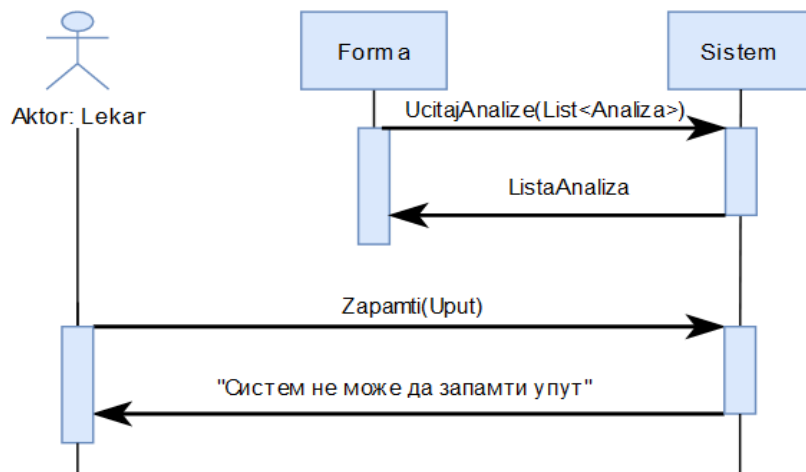 Forma
Sistem
Aktor: Lekar
UcitajAnalize(List<Analiza>)
ListaAnaliza
Zapamti(Uput)
"Систем не може да запамти упут"